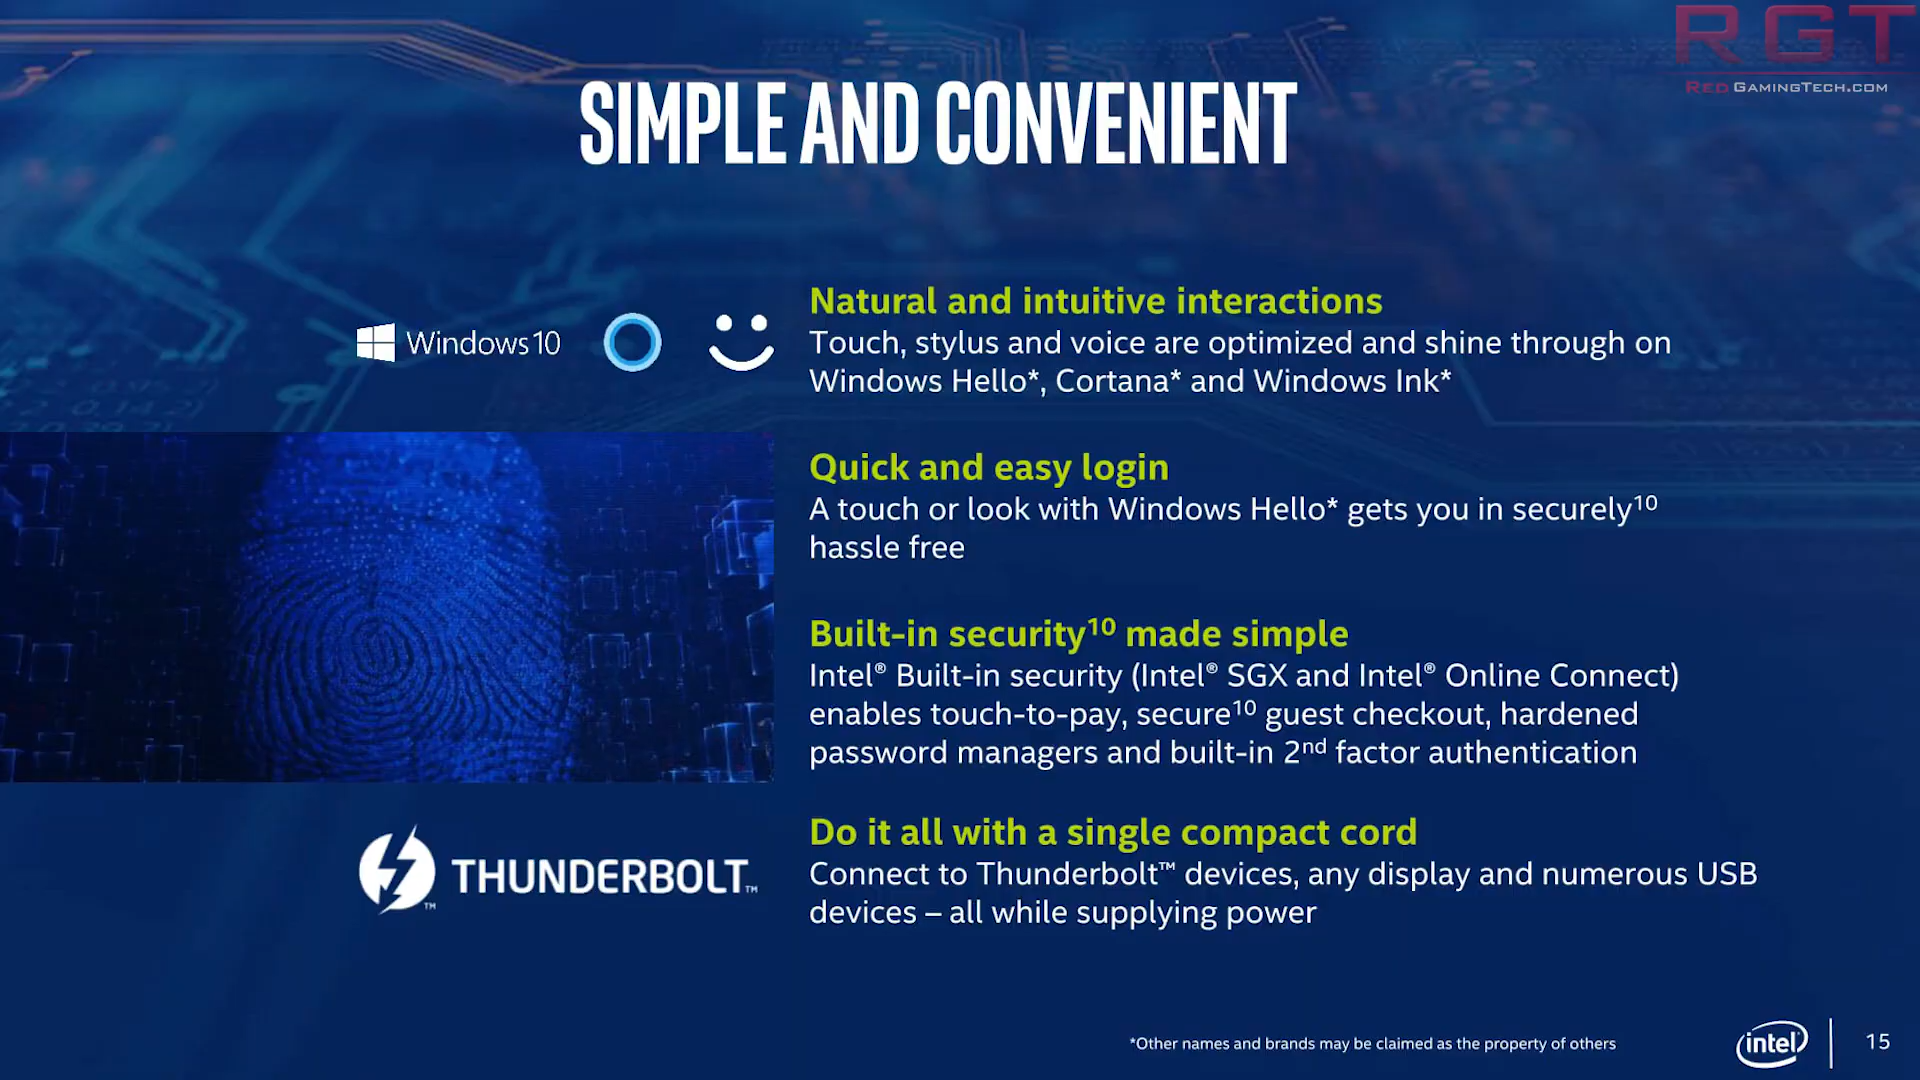 RGT
RedGamingTech.com
SIMPLE AND CONVENIENT
Windows 10
Natural and intuitive interactions
Touch, stylus and voice are optimized and shine through on
Windows Hello*, Cortana* and Windows Ink*
Quick and easy login
A touch or look with Windows Hello* gets you in securely¹⁰
hassle free
Built-in security¹⁰ made simple
Intel® Built-in security (Intel® SGX and Intel® Online Connect)
enables touch-to-pay, secure¹⁰ guest checkout, hardened
password managers and built-in 2ⁿᵈ factor authentication
THUNDERBOLT™
Do it all with a single compact cord
Connect to Thunderbolt™ devices, any display and numerous USB
devices – all while supplying power
*Other names and brands may be claimed as the property of others
intel
15